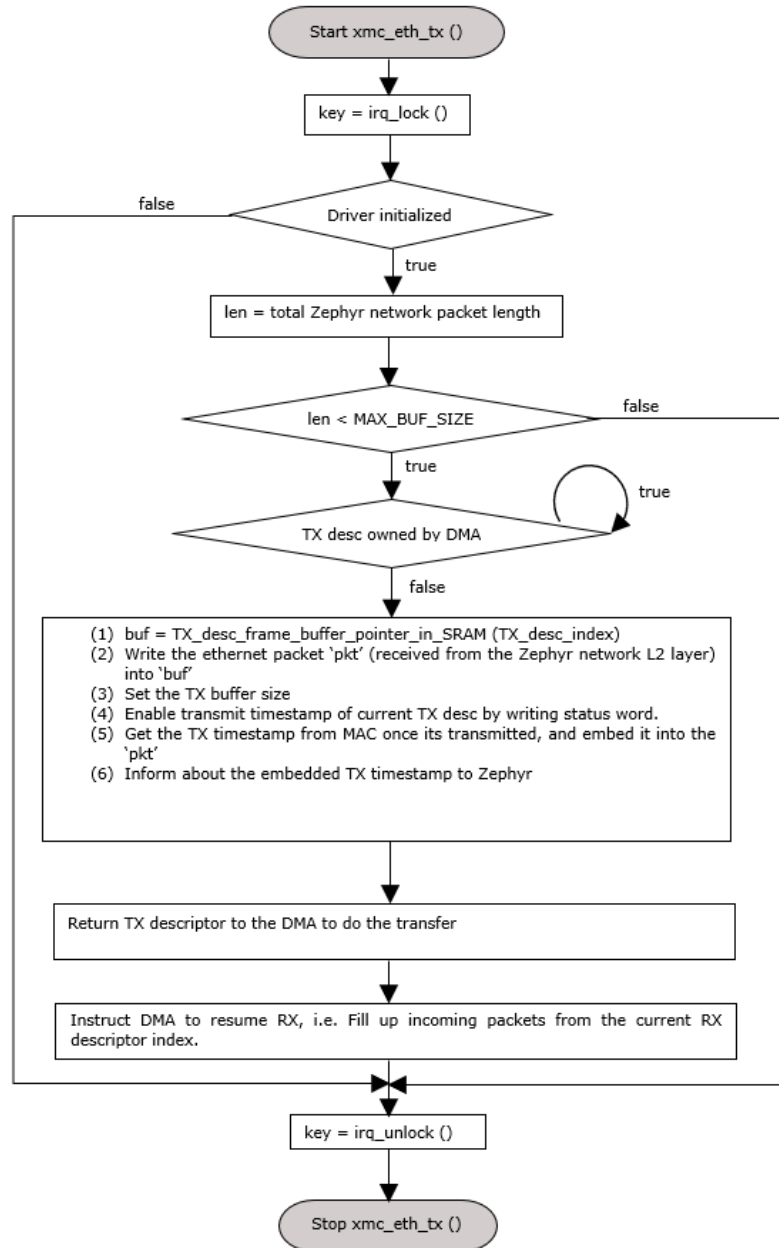 Start xmc_eth_tx ()
key = irq_lock ()
false
Driver initialized
true
len = total Zephyr network packet length
false
len < MAX_BUF_SIZE
true
true
TX desc owned by DMA
false
(1) buf = TX_desc_frame_buffer_pointer_in_SRAM (TX_desc_index)
(2) Write the ethernet packet ‘pkt’ (received from the Zephyr network L2 layer)
into ‘buf’
(3) Set the TX buffer size
(4) Enable transmit timestamp of current TX desc by writing status word.
(5) Get the TX timestamp from MAC once its transmitted, and embed it into the
‘pkt’
(6) Inform about the embedded TX timestamp to Zephyr
Return TX descriptor to the DMA to do the transfer
Instruct DMA to resume RX, i.e. Fill up incoming packets from the current RX
descriptor index.
key = irq_unlock ()
Stop xmc_eth_tx ()